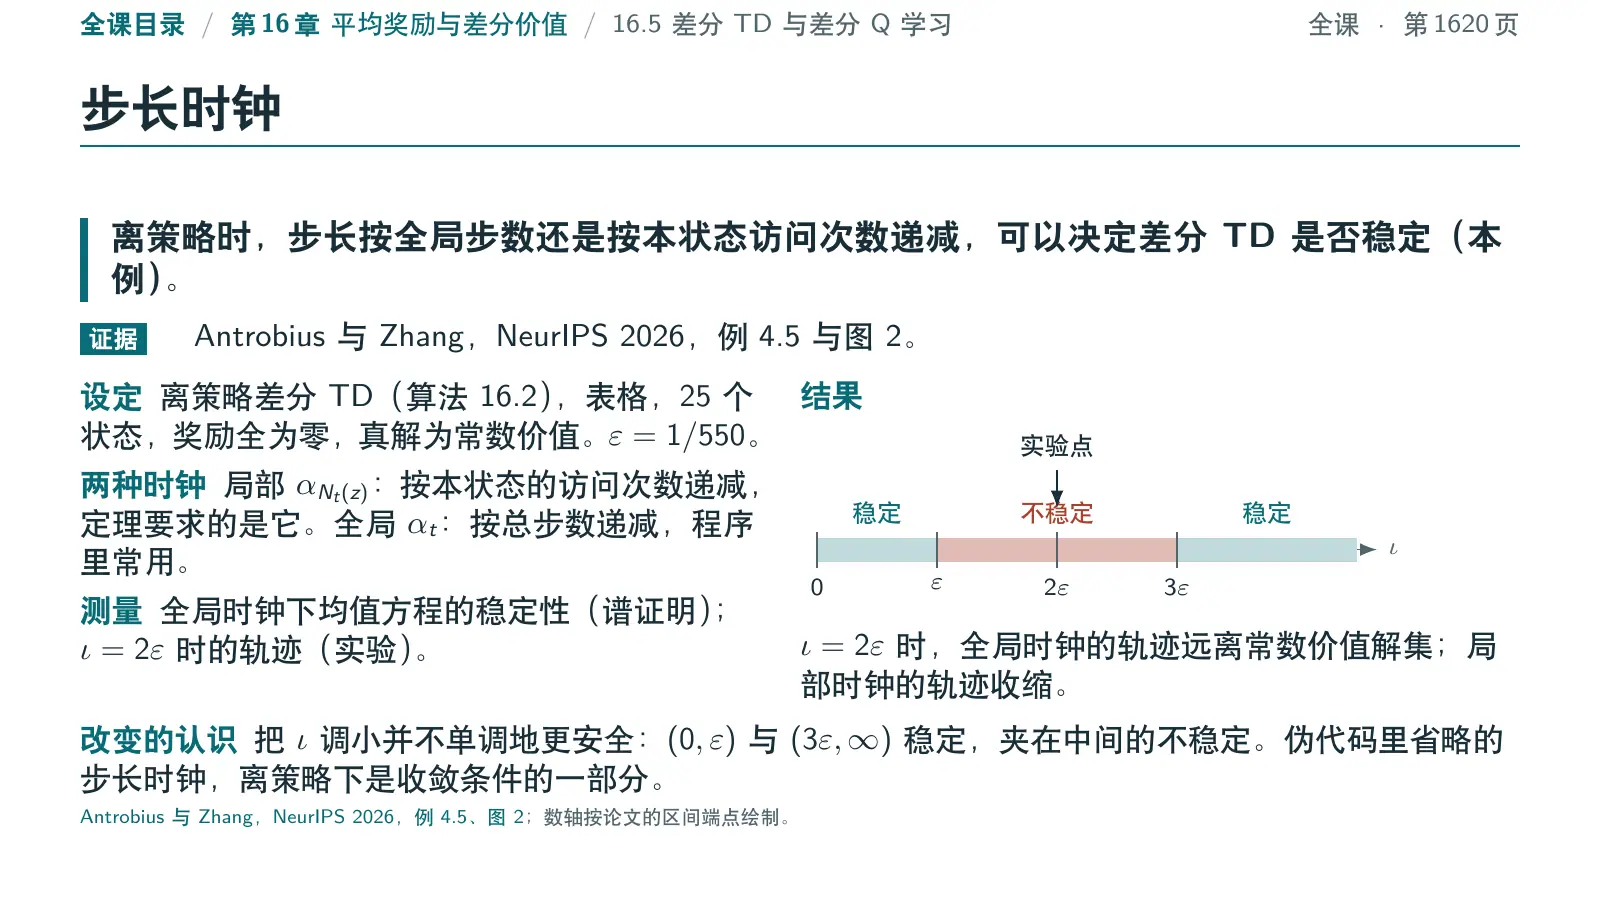 全课目录 / 第16章 平均奖励与差分价值 / 16.5 差分 TD 与差分 Q 学习
全课 · 第1620页
步长时钟
离策略时，步长按全局步数还是按本状态访问次数递减，可以决定差分 TD 是否稳定（本
例）。
证据 Antrobius 与 Zhang，NeurIPS 2026，例 4.5 与图 2。
设定 离策略差分 TD（算法 16.2），表格，25 个
状态，奖励全为零，真解为常数价值。ε = 1/550。
两种时钟 局部 α_{N_t(z)}：按本状态的访问次数递减，
定理要求的是它。全局 α_t：按总步数递减，程序
里常用。
测量 全局时钟下均值方程的稳定性（谱证明）；
ι = 2ε 时的轨迹（实验）。
结果
实验点
稳定 不稳定 稳定
ι
0 ε 2ε 3ε
ι = 2ε 时，全局时钟的轨迹远离常数价值解集；局
部时钟的轨迹收缩。
改变的认识 把 ι 调小并不单调地更安全：(0, ε) 与 (3ε, ∞) 稳定，夹在中间的不稳定。伪代码里省略的
步长时钟，离策略下是收敛条件的一部分。
Antrobius 与 Zhang，NeurIPS 2026，例 4.5、图 2；数轴按论文的区间端点绘制。